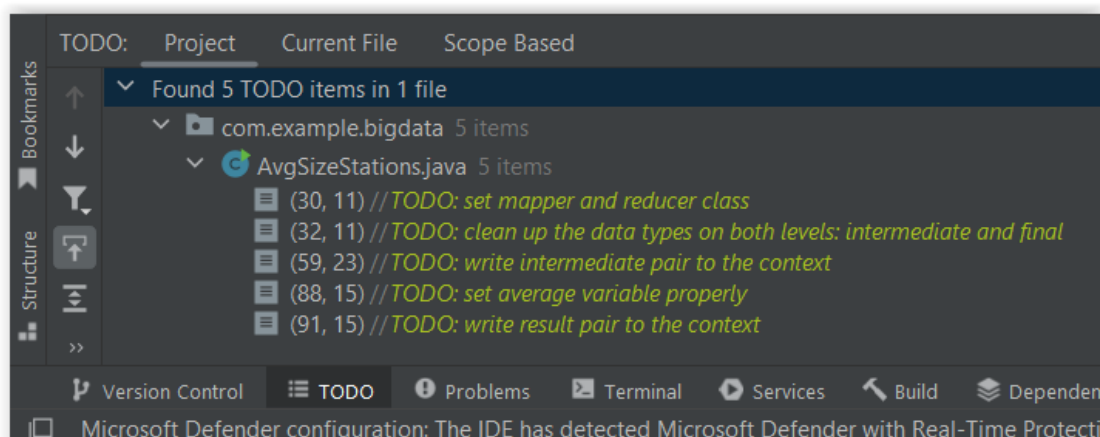 TODO: Project Current File Scope Based
Bookmarks
Structure
Found 5 TODO items in 1 file
com.example.bigdata 5 items
AvgSizeStations.java 5 items
(30, 11) //TODO: set mapper and reducer class
(32, 11) //TODO: clean up the data types on both levels: intermediate and final
(59, 23) //TODO: write intermediate pair to the context
(88, 15) //TODO: set average variable properly
(91, 15) //TODO: write result pair to the context
Version Control TODO Problems Terminal Services Build Dependen
Microsoft Defender configuration: The IDE has detected Microsoft Defender with Real-Time Protecti